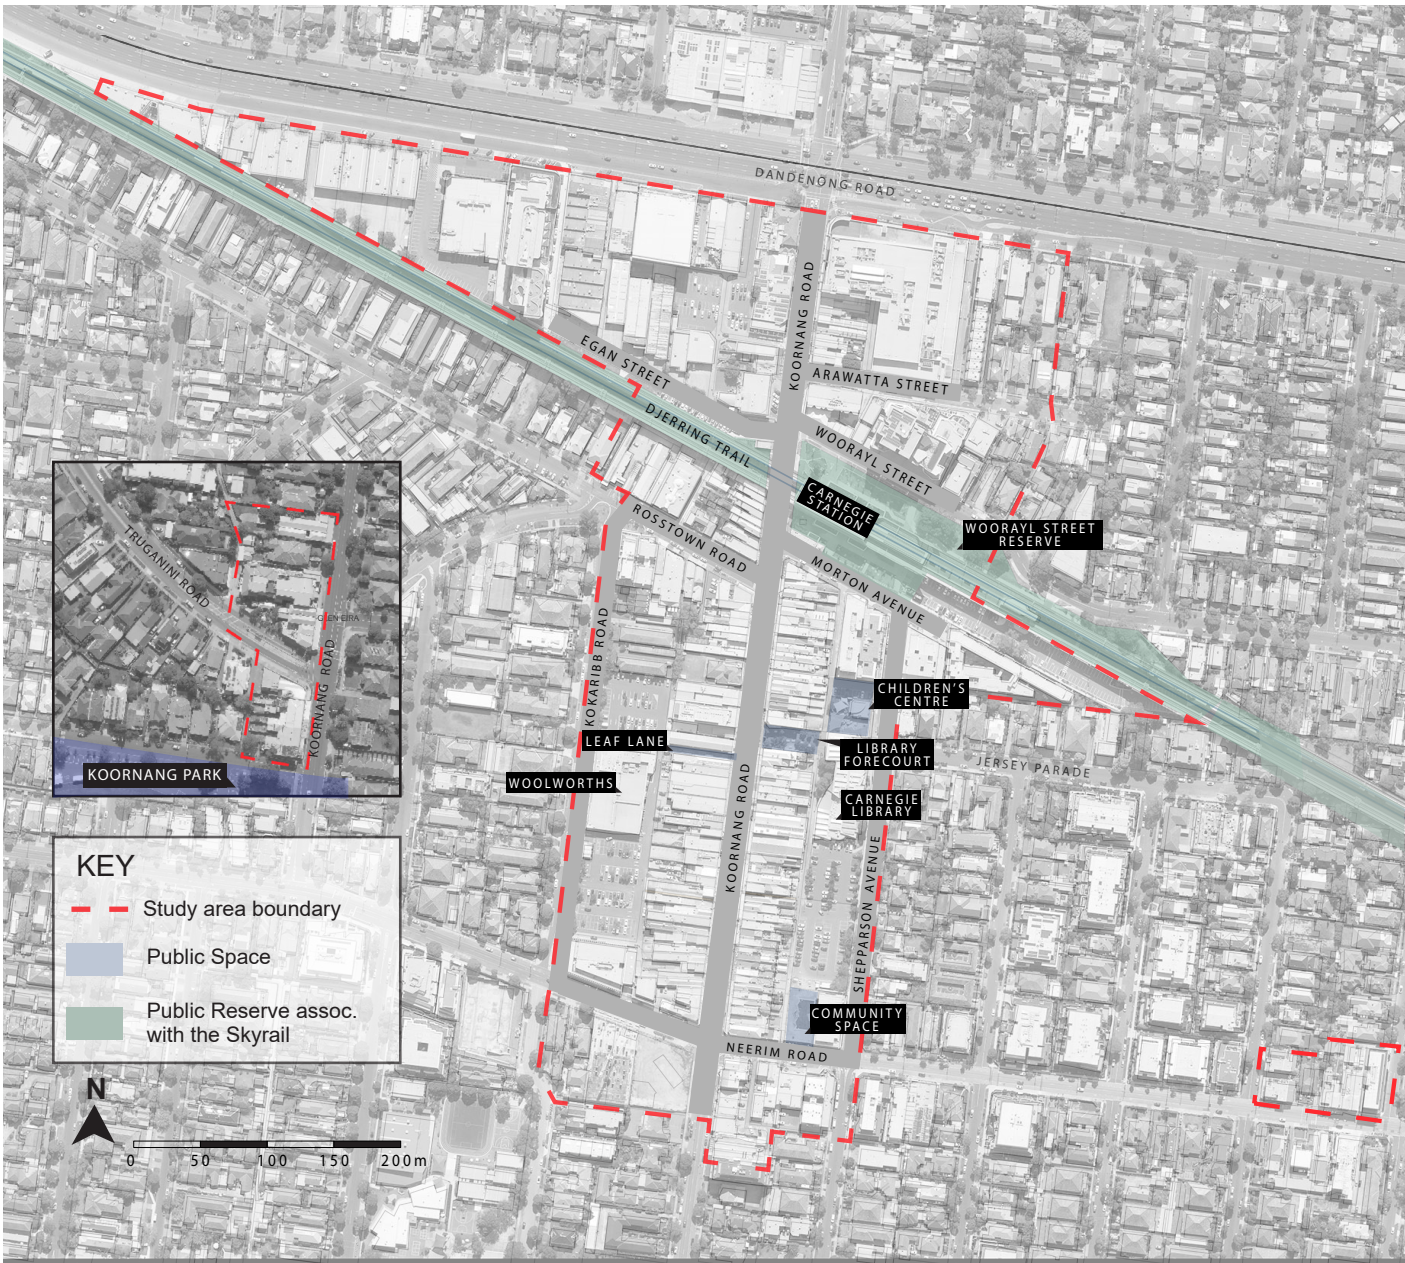 DANDENONG ROAD
KOORNANG ROAD
EGAN STREET
ARAWATTA STREET
DJERRING TRAIL
WOORAYL STREET
CARNEGIE
STATION
WOORAYL STREET
RESERVE
ROSSTOWN ROAD
MORTON AVENUE
TRUGANINI ROAD
GLEN EIRA
KOORNANG ROAD
KOORNANG PARK
KOKARIBB ROAD
CHILDREN'S
CENTRE
LEAF LANE
LIBRARY
FORECOURT
JERSEY PARADE
WOOLWORTHS
CARNEGIE
LIBRARY
KOORNANG ROAD
SHEPPARSON AVENUE
COMMUNITY
SPACE
NEERIM ROAD
KEY
Study area boundary
Public Space
Public Reserve assoc.
with the Skyrail
N
0 50 100 150 200m